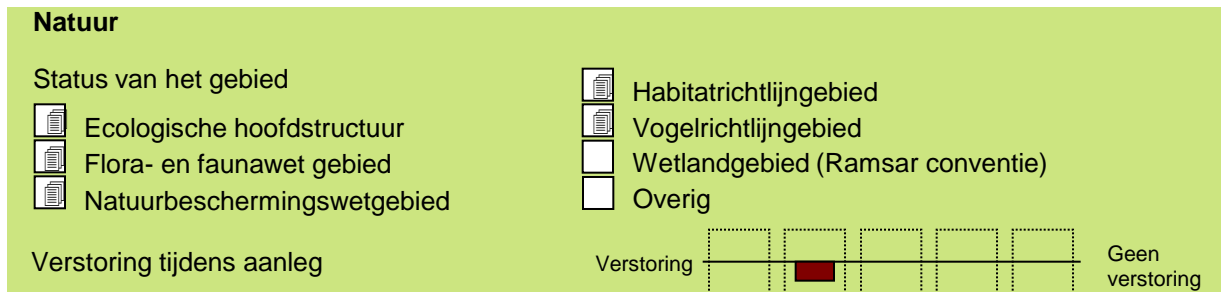 Natuur
Status van het gebied
Ecologische hoofdstructuur
Flora- en faunawet gebied
Natuurbeschermingswetgebied
Habitatrichtlijngebied
Vogelrichtlijngebied
Wetlandgebied (Ramsar conventie)
Overig
Verstoring tijdens aanleg
Verstoring
Geen
verstoring